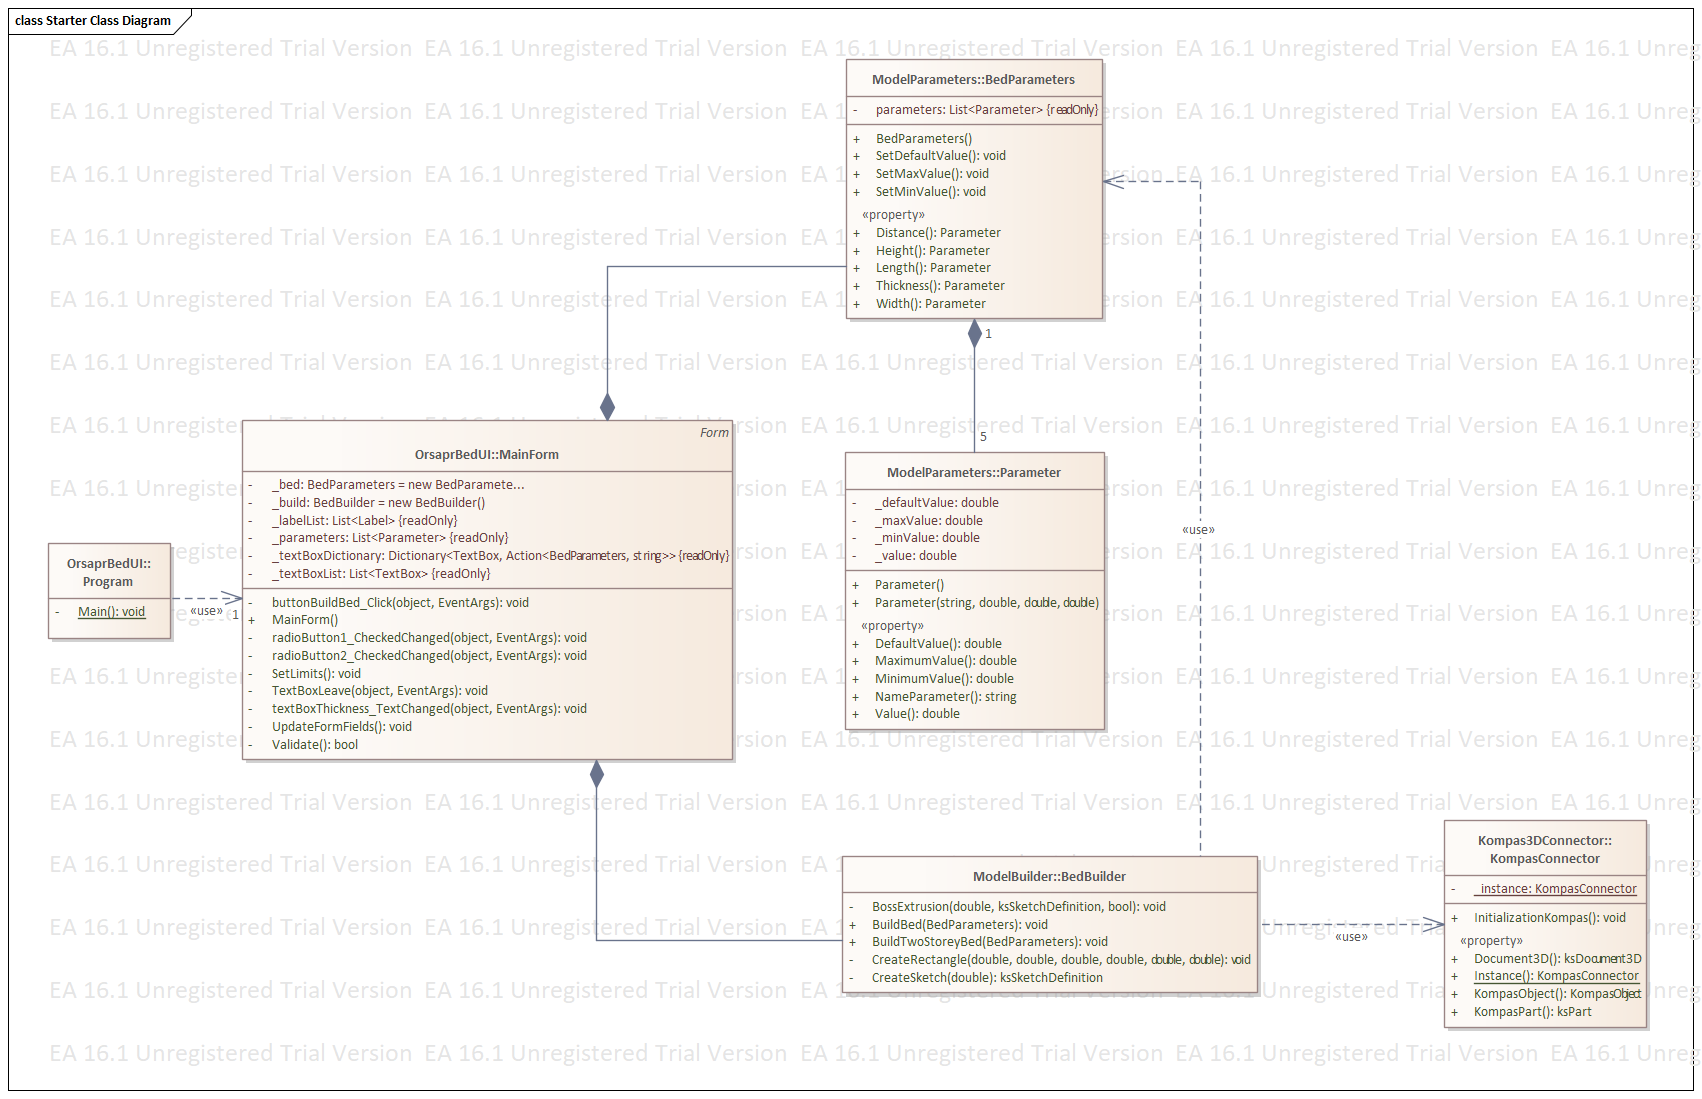 class Starter Class Diagram
EA 16.1 Unregistered Trial Version
ModelParameters::BedParameters
- parameters: List<Parameter> {readOnly}
+ BedParameters()
+ SetDefaultValue(): void
+ SetMaxValue(): void
+ SetMinValue(): void
«property»
+ Distance(): Parameter
+ Height(): Parameter
+ Length(): Parameter
+ Thickness(): Parameter
+ Width(): Parameter
1
5
Form
OrsaprBedUI::MainForm
- _bed: BedParameters = new BedParamete...
- _build: BedBuilder = new BedBuilder()
- _labelList: List<Label> {readOnly}
- _parameters: List<Parameter> {readOnly}
- _textBoxDictionary: Dictionary<TextBox, Action<BedParameters, string>> {readOnly}
- _textBoxList: List<TextBox> {readOnly}
- buttonBuildBed_Click(object, EventArgs): void
+ MainForm()
- radioButton1_CheckedChanged(object, EventArgs): void
- radioButton2_CheckedChanged(object, EventArgs): void
- SetLimits(): void
- TextBoxLeave(object, EventArgs): void
- textBoxThickness_TextChanged(object, EventArgs): void
- UpdateFormFields(): void
- Validate(): bool
OrsaprBedUI::
Program
- Main(): void
«use»
1
ModelParameters::Parameter
- _defaultValue: double
- _maxValue: double
- _minValue: double
- _value: double
+ Parameter()
+ Parameter(string, double, double, double)
«property»
+ DefaultValue(): double
+ MaximumValue(): double
+ MinimumValue(): double
+ NameParameter(): string
+ Value(): double
«use»
ModelBuilder::BedBuilder
- BossExtrusion(double, ksSketchDefinition, bool): void
+ BuildBed(BedParameters): void
+ BuildTwoStoreyBed(BedParameters): void
- CreateRectangle(double, double, double, double, double, double): void
- CreateSketch(double): ksSketchDefinition
«use»
Kompas3DConnector::
KompasConnector
- _instance: KompasConnector
+ InitializationKompas(): void
«property»
+ Document3D(): ksDocument3D
+ Instance(): KompasConnector
+ KompasObject(): KompasObject
+ KompasPart(): ksPart